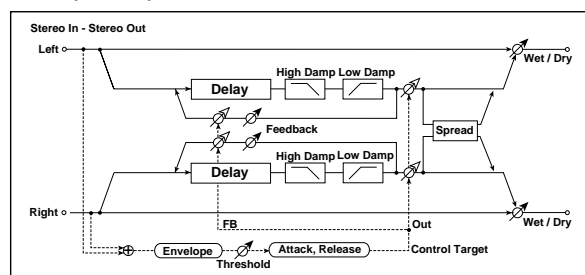 Stereo In - Stereo Out
Left
Wet / Dry
High Damp Low Damp
Delay
Feedback
Spread
High Damp Low Damp
Delay
Right
Wet / Dry
FB
Out
Envelope
Threshold
Attack, Release
Control Target